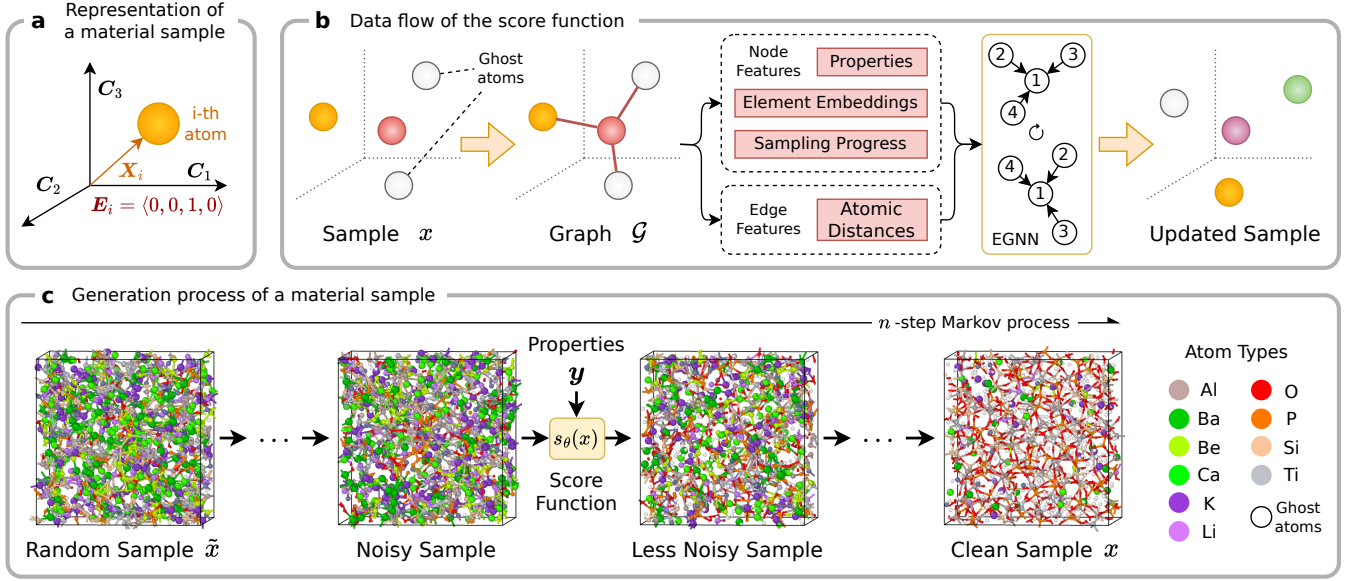 a
Representation of
a material sample
C₃
i-th
atom
X_i
C₂
C₁
E_i = ⟨0, 0, 1, 0⟩
b Data flow of the score function
Ghost
atoms
Sample x
Graph 𝒢
Node
Features
Properties
Element Embeddings
Sampling Progress
Edge
Features
Atomic
Distances
2
3
1
4
4
2
1
3
EGNN
Updated Sample
c Generation process of a material sample
n-step Markov process
Properties
y
s_θ(x)
Score
Function
Random Sample x̃
Noisy Sample
Less Noisy Sample
Clean Sample x
Atom Types
Al
O
Ba
P
Be
Si
Ca
Ti
K
Li
Ghost
atoms